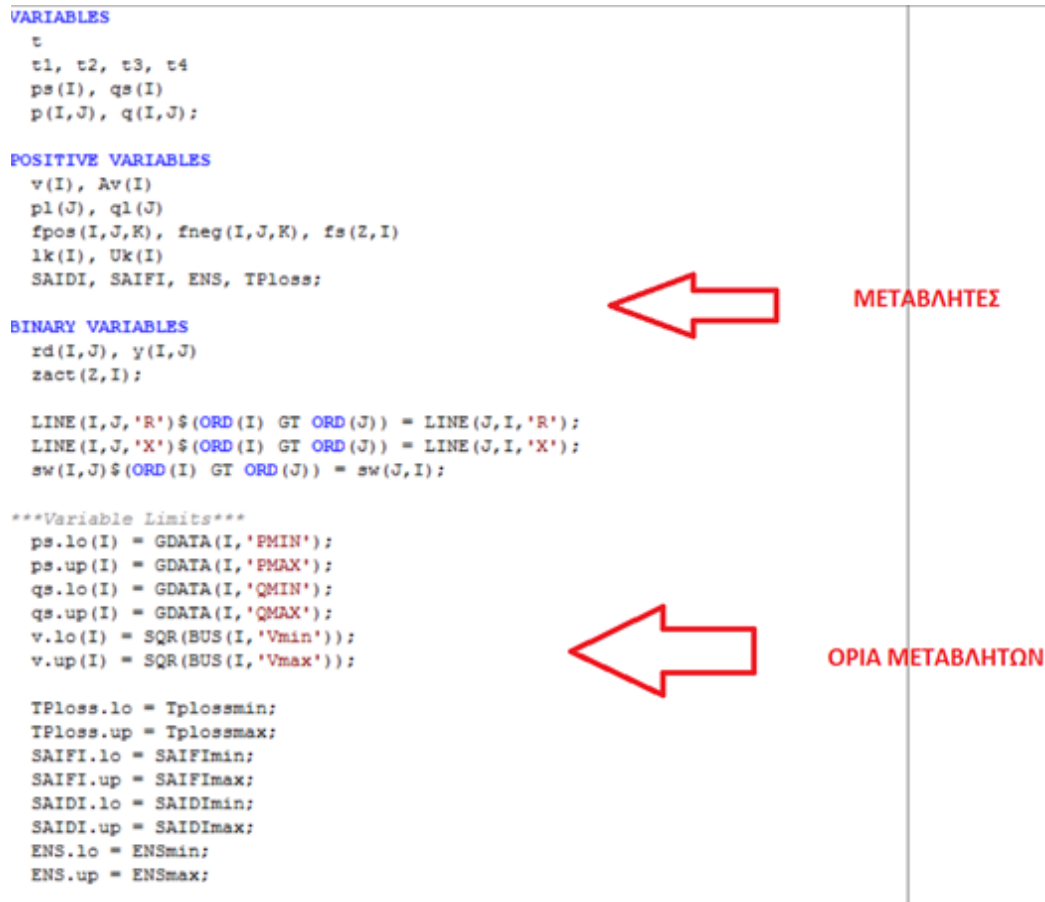 VARIABLES
t
t1, t2, t3, t4
ps(I), qs(I)
p(I,J), q(I,J);
POSITIVE VARIABLES
v(I), Av(I)
pl(J), ql(J)
fpos(I,J,K), fneg(I,J,K), fs(Z,I)
lk(I), Uk(I)
SAIDI, SAIFI, ENS, TPloss;
ΜΕΤΑΒΛΗΤΕΣ
BINARY VARIABLES
rd(I,J), y(I,J)
zact(Z,I);
LINE(I,J,'R')$(ORD(I) GT ORD(J)) = LINE(J,I,'R');
LINE(I,J,'X')$(ORD(I) GT ORD(J)) = LINE(J,I,'X');
sw(I,J)$(ORD(I) GT ORD(J)) = sw(J,I);
***Variable Limits***
ps.lo(I) = GDATA(I,'PMIN');
ps.up(I) = GDATA(I,'PMAX');
qs.lo(I) = GDATA(I,'QMIN');
qs.up(I) = GDATA(I,'QMAX');
v.lo(I) = SQR(BUS(I,'Vmin'));
v.up(I) = SQR(BUS(I,'Vmax'));
ΟΡΙΑ ΜΕΤΑΒΛΗΤΩΝ
TPloss.lo = Tplossmin;
TPloss.up = Tplossmax;
SAIFI.lo = SAIFImin;
SAIFI.up = SAIFImax;
SAIDI.lo = SAIDImin;
SAIDI.up = SAIDImax;
ENS.lo = ENSmin;
ENS.up = ENSmax;